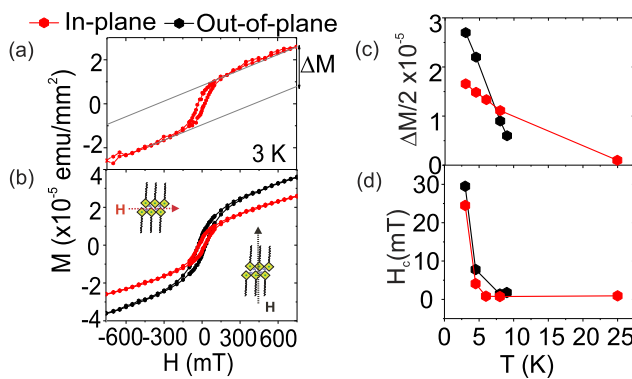 In-plane Out-of-plane
(a)
2
0
-2
ΔM
3 K
(b)
4
2
0
-2
-4
H
H
M (x10⁻⁵ emu/mm²)
-600 -300 0 300 600
H (mT)
(c)
3
2
1
0
ΔM/2 x10⁻⁵
(d)
30
20
10
0
Hc(mT)
0 5 10 15 20 25
T (K)